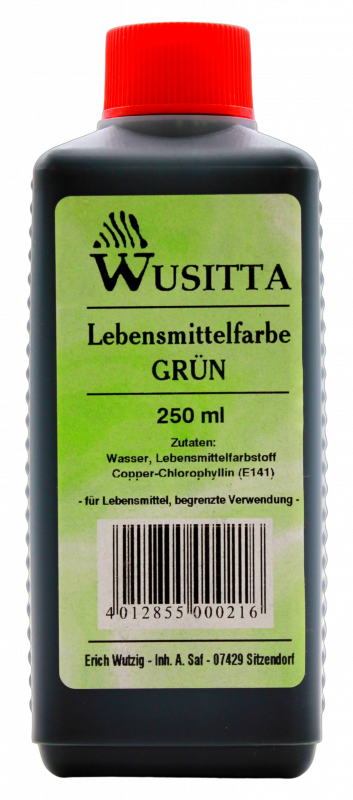 WUSITTA
Lebensmittelfarbe
GRÜN
250 ml
Zutaten:
Wasser, Lebensmittelfarbstoff
Copper-Chlorophyllin (E141)
- für Lebensmittel, begrenzte Verwendung -
4 012855 000216
Erich Wutzig - Inh. A. Saf - 07429 Sitzendorf